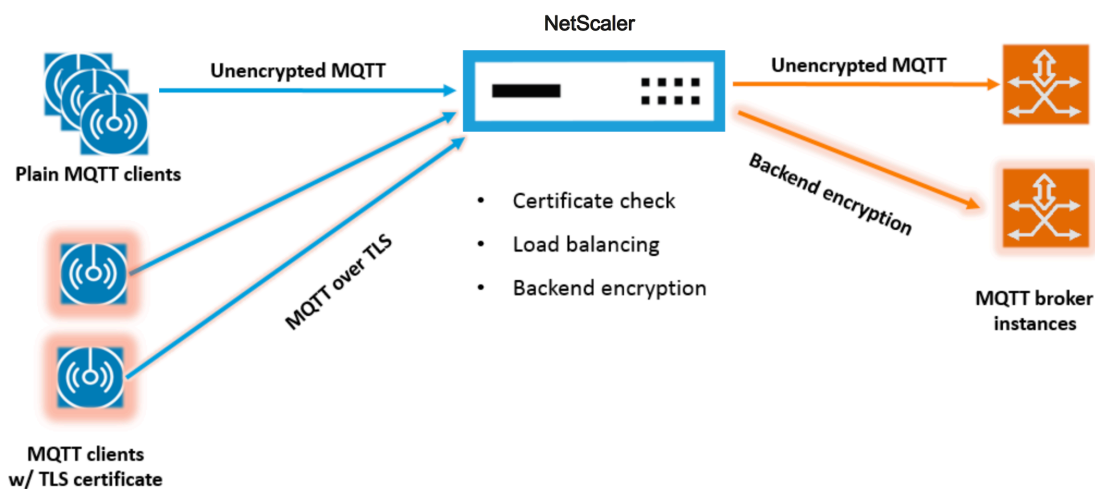 NetScaler
Unencrypted MQTT
Unencrypted MQTT
Plain MQTT clients
Backend encryption
• Certificate check
• Load balancing
• Backend encryption
MQTT over TLS
MQTT broker
instances
MQTT clients
w/ TLS certificate